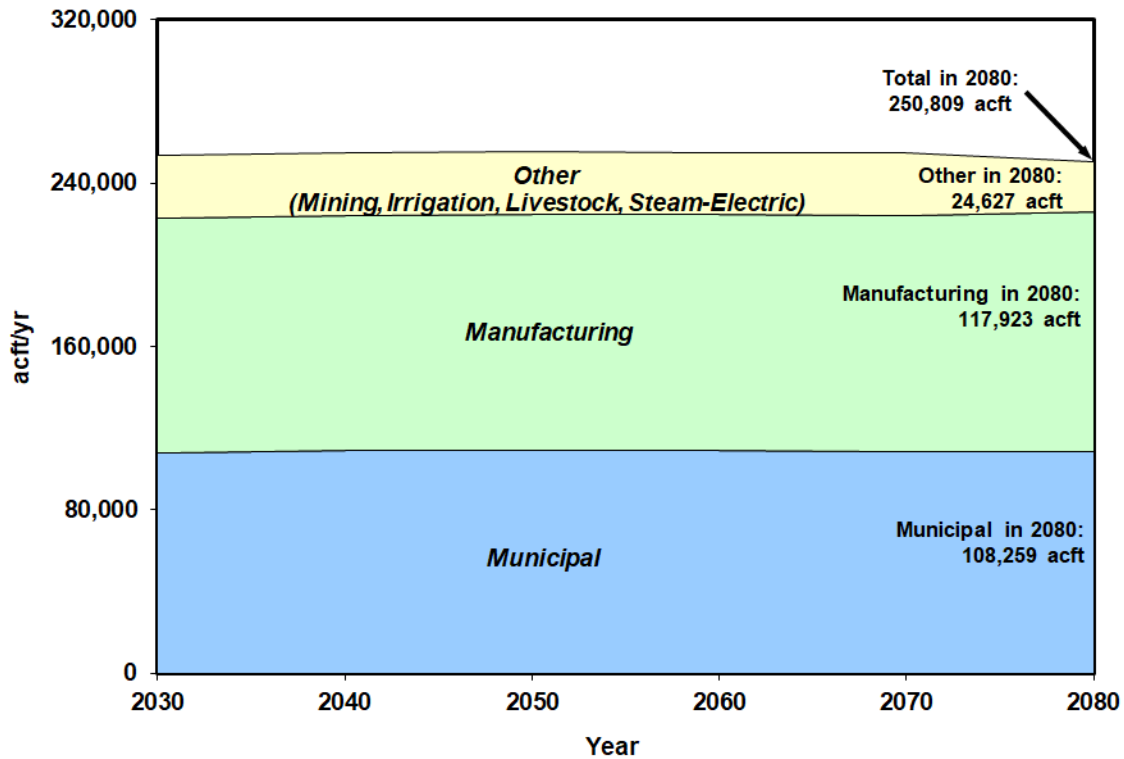 320,000
Total in 2080:
250,809 acft
240,000
Other
(Mining, Irrigation, Livestock, Steam-Electric)
Other in 2080:
24,627 acft
Manufacturing in 2080:
117,923 acft
160,000
Manufacturing
acft/yr
80,000
Municipal in 2080:
108,259 acft
Municipal
0
2030 2040 2050 2060 2070 2080
Year